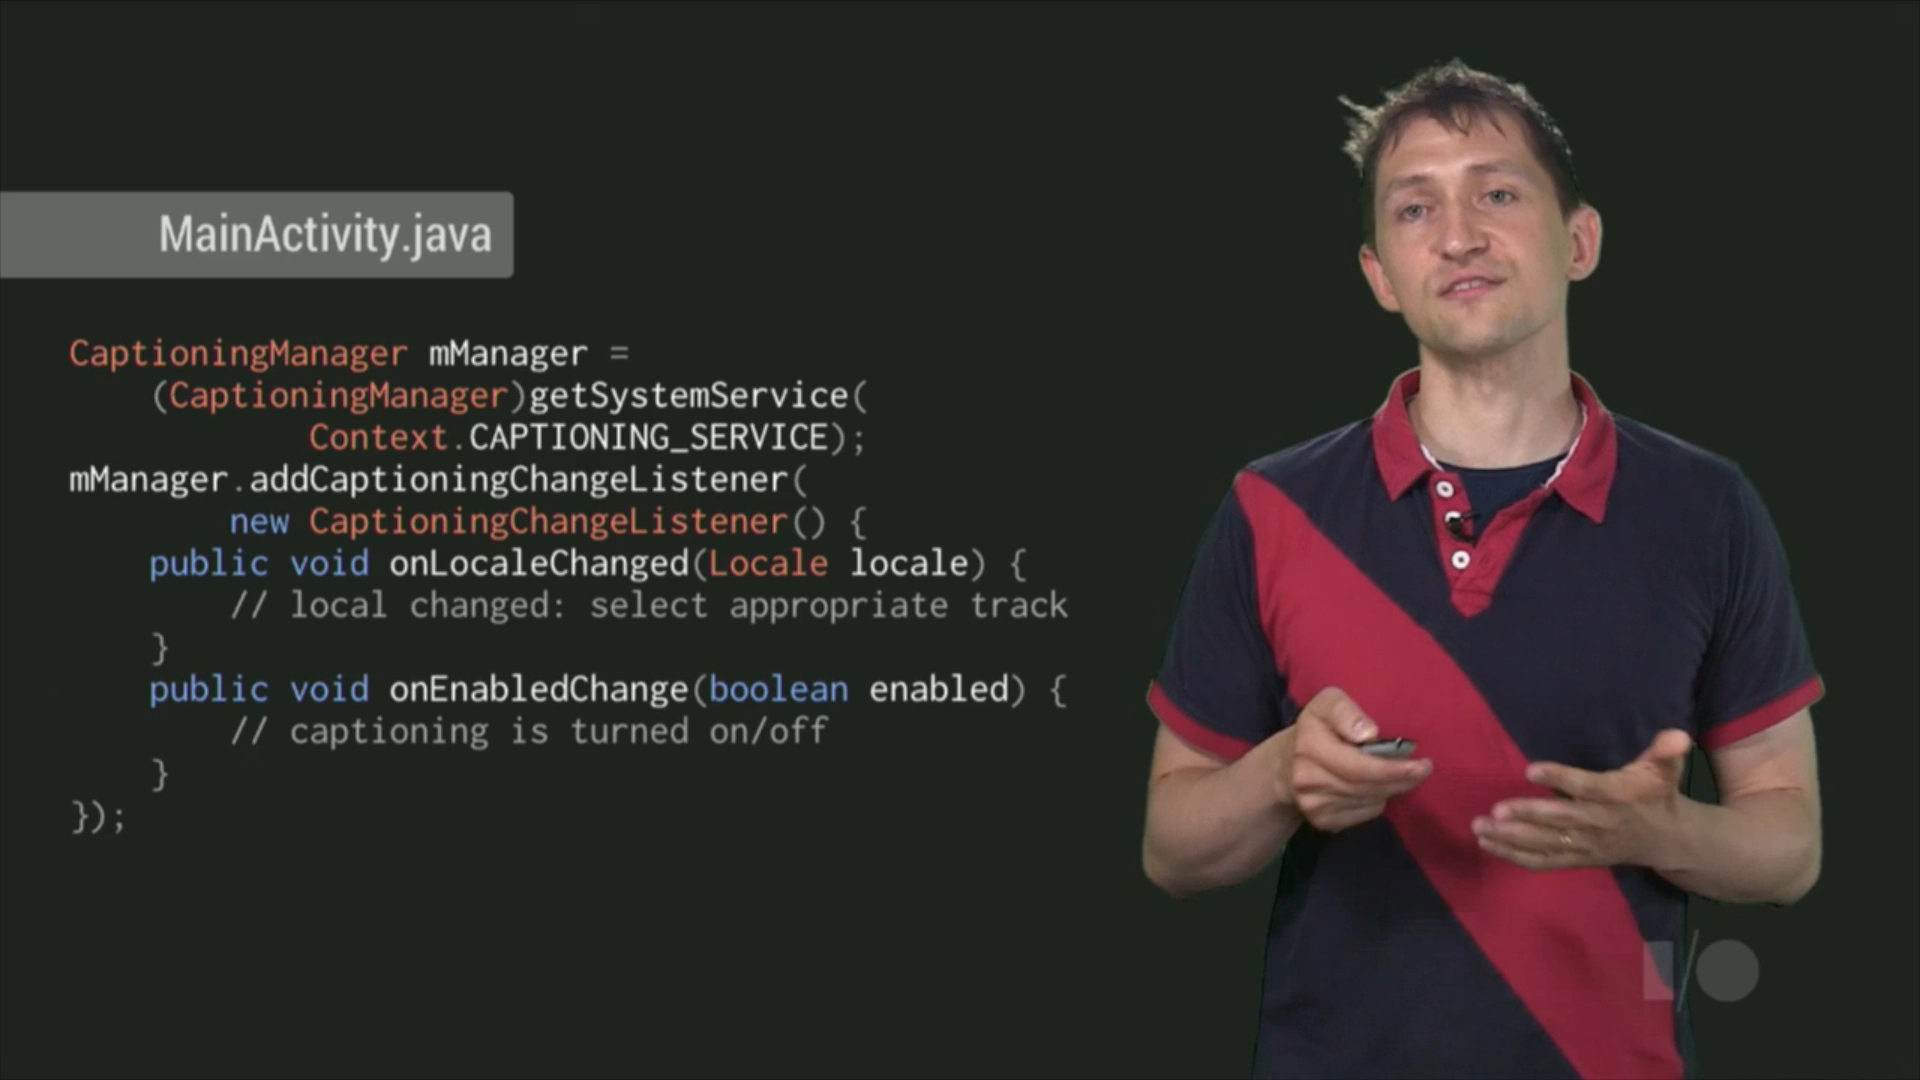 MainActivity.java
CaptioningManager mManager =
(CaptioningManager)getSystemService(
Context.CAPTIONING_SERVICE);
mManager.addCaptioningChangeListener(
new CaptioningChangeListener() {
public void onLocaleChanged(Locale locale) {
// local changed: select appropriate track
}
public void onEnabledChange(boolean enabled) {
// captioning is turned on/off
}
});
I/O